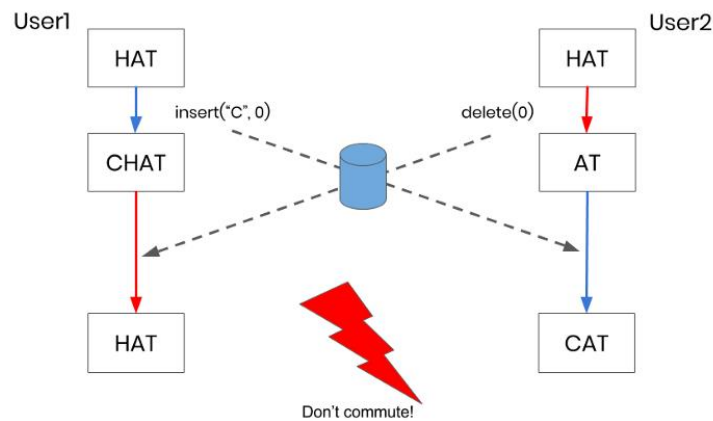 User1
User2
HAT
HAT
insert("C", 0)
delete(0)
CHAT
AT
HAT
CAT
Don't commute!